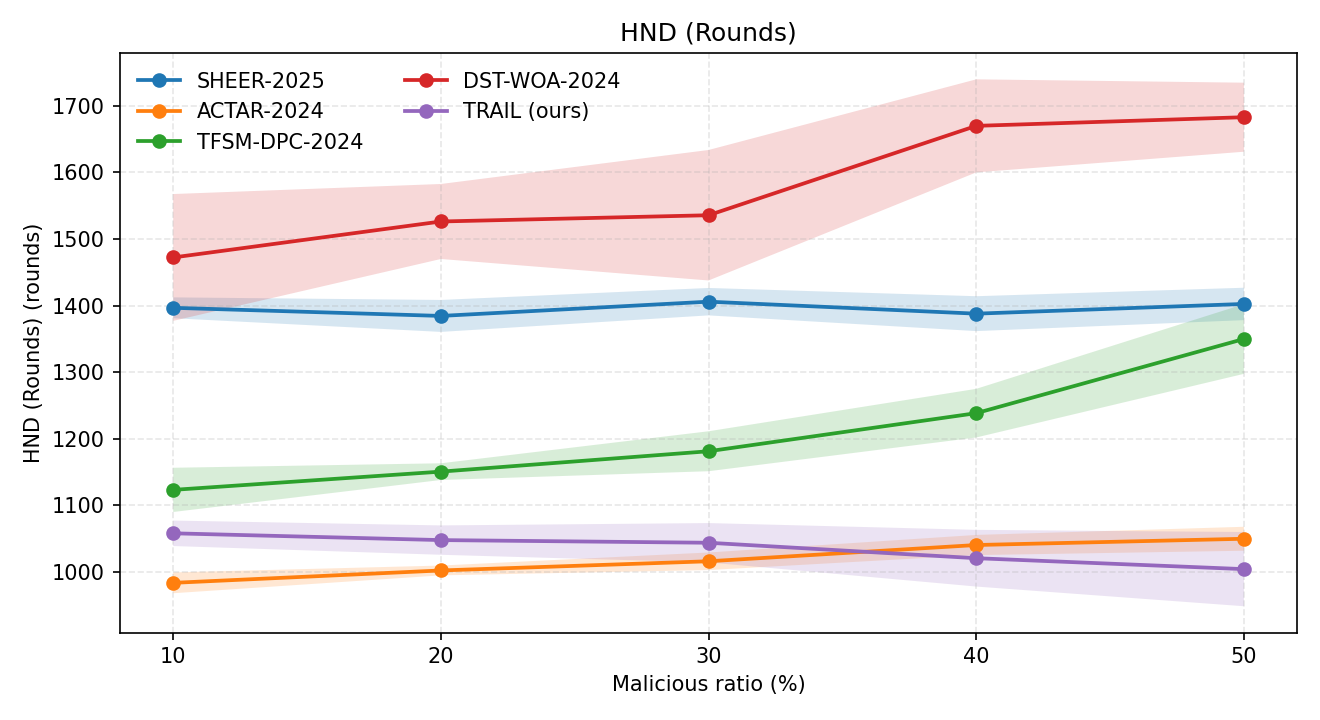 HND (Rounds)
SHEER-2025
ACTAR-2024
TFSM-DPC-2024
DST-WOA-2024
TRAIL (ours)
HND (Rounds) (rounds)
1700
1600
1500
1400
1300
1200
1100
1000
10 20 30 40 50
Malicious ratio (%)